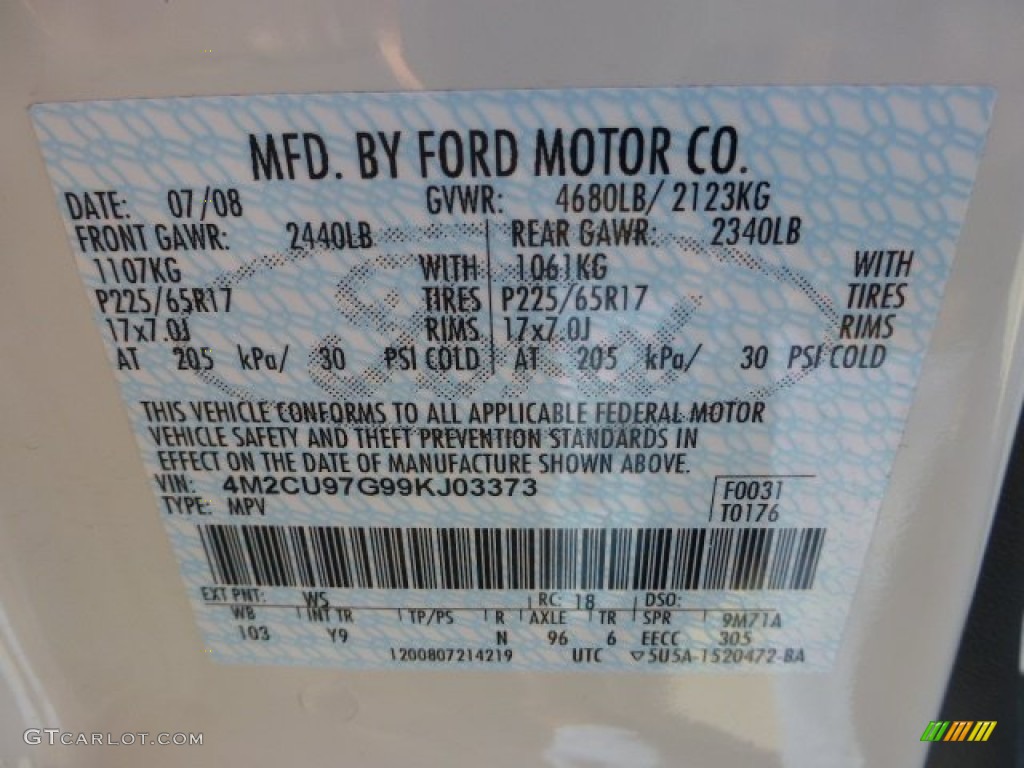 MFD. BY FORD MOTOR CO.
DATE: 07/08 GVWR: 4680LB/ 2123KG
FRONT GAWR: 2440LB REAR GAWR: 2340LB
1107KG WITH 1061KG WITH
P225/65R17 TIRES P225/65R17 TIRES
17x7.0J RIMS 17x7.0J RIMS
AT 205 kPa/ 30 PSI COLD AT 205 kPa/ 30 PSI COLD
THIS VEHICLE CONFORMS TO ALL APPLICABLE FEDERAL MOTOR
VEHICLE SAFETY AND THEFT PREVENTION STANDARDS IN
EFFECT ON THE DATE OF MANUFACTURE SHOWN ABOVE.
VIN: 4M2CU97G99KJ03373 F0031
TYPE: MPV T0176
EXT PNT: WS RC: 18 DSO:
WB INT TR TP/PS R AXLE TR SPR 9M71A
103 Y9 N 96 6 EECC 305
1200807214219 UTC ▽5U5A-1520472-BA
Ford
GTCARLOT.COM